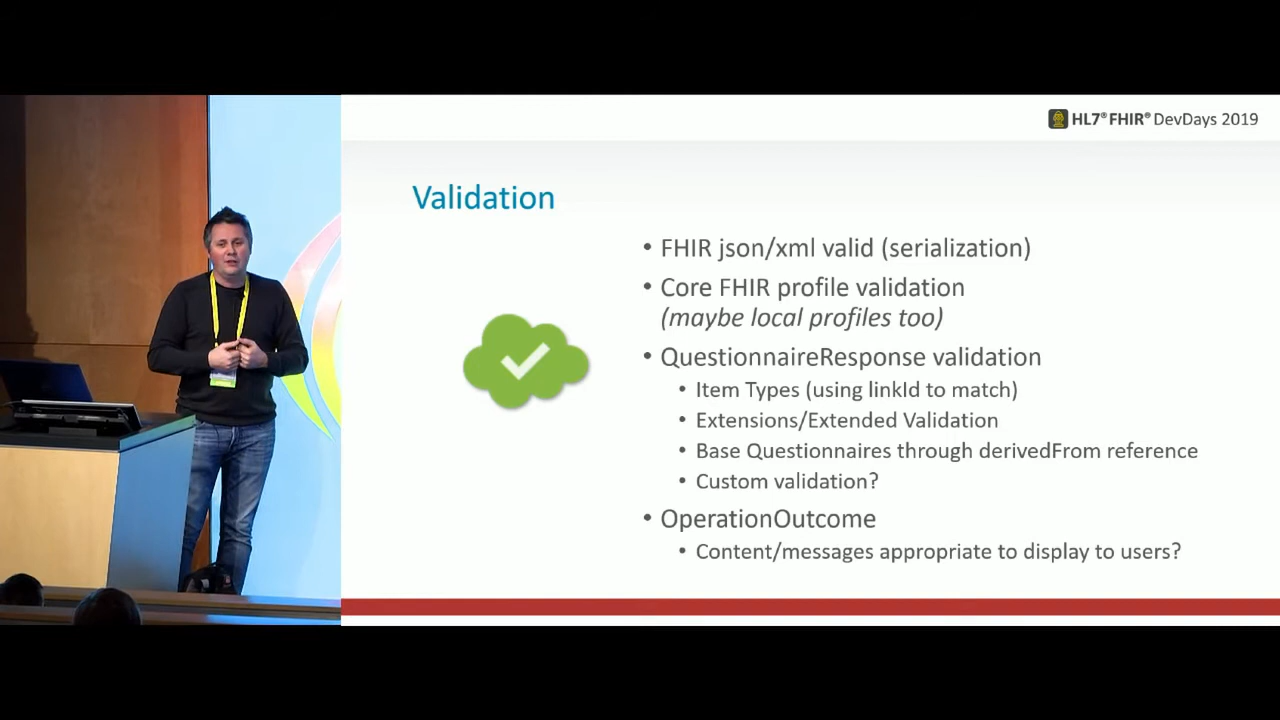 HL7® FHIR® DevDays 2019
Validation
• FHIR json/xml valid (serialization)
• Core FHIR profile validation
(maybe local profiles too)
• QuestionnaireResponse validation
• Item Types (using linkId to match)
• Extensions/Extended Validation
• Base Questionnaires through derivedFrom reference
• Custom validation?
• OperationOutcome
• Content/messages appropriate to display to users?